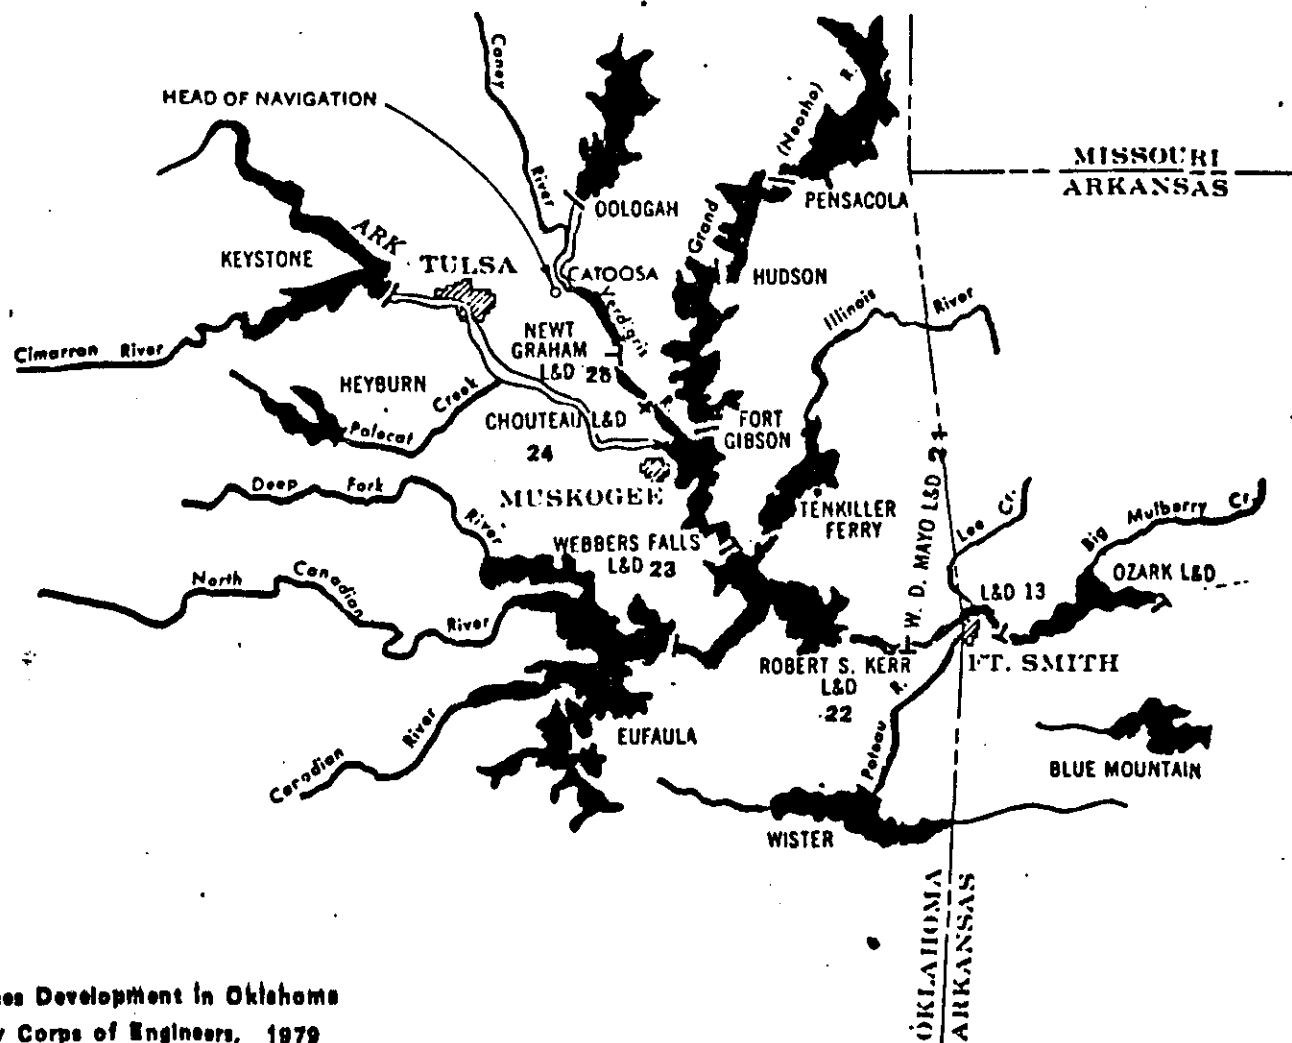 Caney
River
HEAD OF NAVIGATION
(Neosho)
R.
MISSOURI
ARKANSAS
OOLOGAH
PENSACOLA
Grand
ARK
KEYSTONE
TULSA
CATOOSA
HUDSON
Verdigris
R.
Illinois
River
NEWT
GRAHAM
L&D 25
Cimarron River
HEYBURN
Polecat Creek
CHOUTEAU L&D
24
FORT
GIBSON
MUSKOGEE
Deep Fork
River
TENKILLER
FERRY
W. D. MAYO L&D
Lee Cr.
Big Mulberry Cr.
WEBBERS FALLS
L&D 23
OZARK L&D
North Canadian
River
L&D 13
ROBERT S. KERR
L&D
22
FT. SMITH
R.
Poteau
Canadian River
EUFAULA
BLUE MOUNTAIN
WISTER
OKLAHOMA
ARKANSAS
Development in Oklahoma
Corps of Engineers, 1979